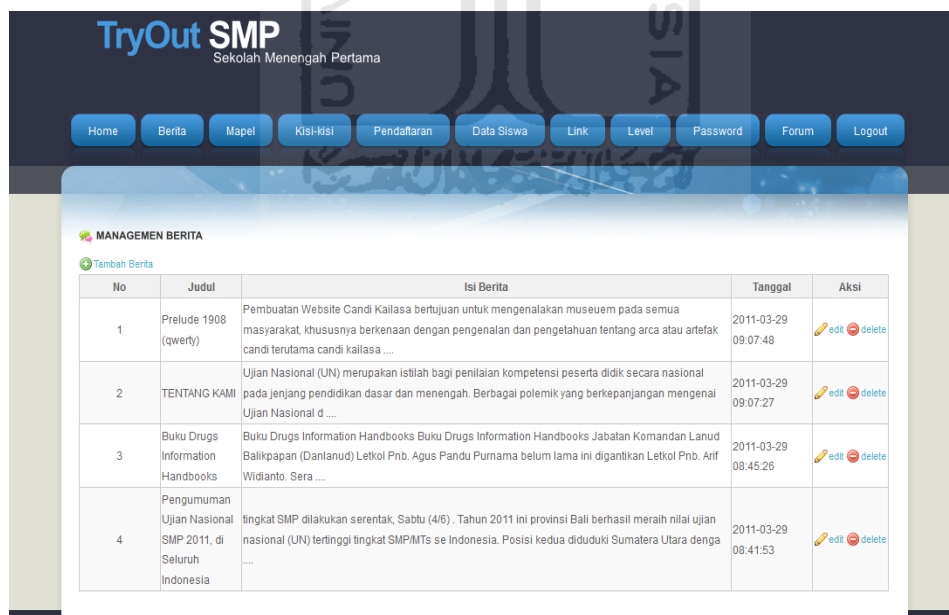 TryOut SMP
Sekolah Menengah Pertama
Home Berita Mapel Kisi-kisi Pendaftaran Data Siswa Link Level Password Forum Logout
MANAGEMEN BERITA
Tambah Berita
No Judul Isi Berita Tanggal Aksi
1
Prelude 1908
(qwerty)
Pembuatan Website Candi Kailasa bertujuan untuk mengenalakan museuem pada semua
masyarakat, khususnya berkenaan dengan pengenalan dan pengetahuan tentang arca atau artefak
candi terutama candi kailasa ....
2011-03-29
09:07:48
edit delete
2
TENTANG KAMI
Ujian Nasional (UN) merupakan istilah bagi penilaian kompetensi peserta didik secara nasional
pada jenjang pendidikan dasar dan menengah. Berbagai polemik yang berkepanjangan mengenai
Ujian Nasional d ....
2011-03-29
09:07:27
edit delete
3
Buku Drugs
Information
Handbooks
Buku Drugs Information Handbooks Buku Drugs Information Handbooks Jabatan Komandan Lanud
Balikpapan (Danlanud) Letkol Pnb. Agus Pandu Purnama belum lama ini digantikan Letkol Pnb. Arif
Widianto. Sera ....
2011-03-29
08:45:26
edit delete
4
Pengumuman
Ujian Nasional
SMP 2011, di
Seluruh
Indonesia
tingkat SMP dilakukan serentak, Sabtu (4/6) . Tahun 2011 ini provinsi Bali berhasil meraih nilai ujian
nasional (UN) tertinggi tingkat SMP/MTs se Indonesia. Posisi kedua diduduki Sumatera Utara denga
....
2011-03-29
08:41:53
edit delete